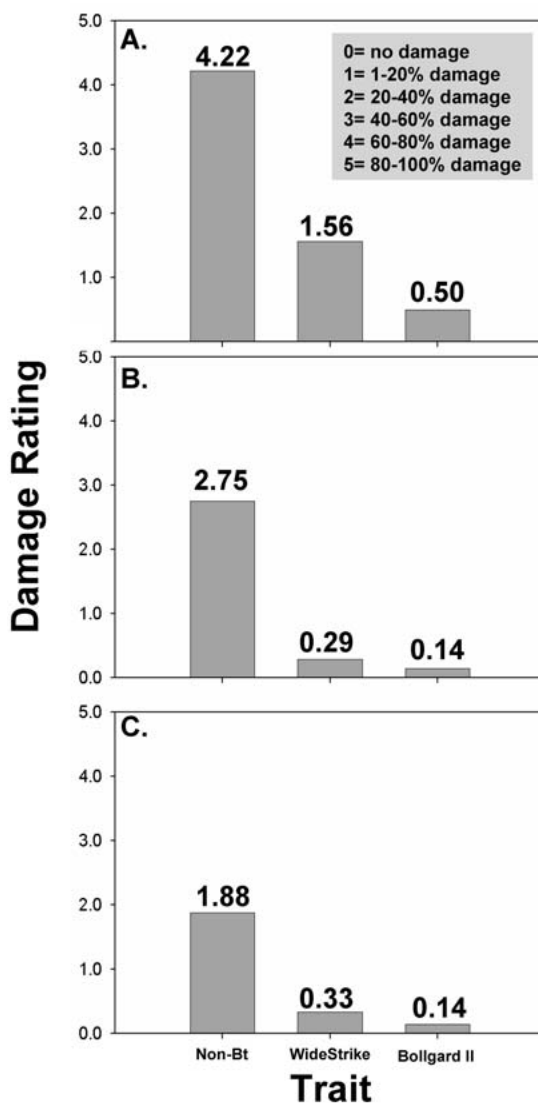 Damage Rating
A.
5.0
4.0
3.0
2.0
1.0
4.22
1.56
0.50
0= no damage
1= 1-20% damage
2= 20-40% damage
3= 40-60% damage
4= 60-80% damage
5= 80-100% damage
B.
5.0
4.0
3.0
2.0
1.0
0.0
2.75
0.29
0.14
C.
5.0
4.0
3.0
2.0
1.0
0.0
1.88
0.33
0.14
Non-Bt WideStrike Bollgard II
Trait